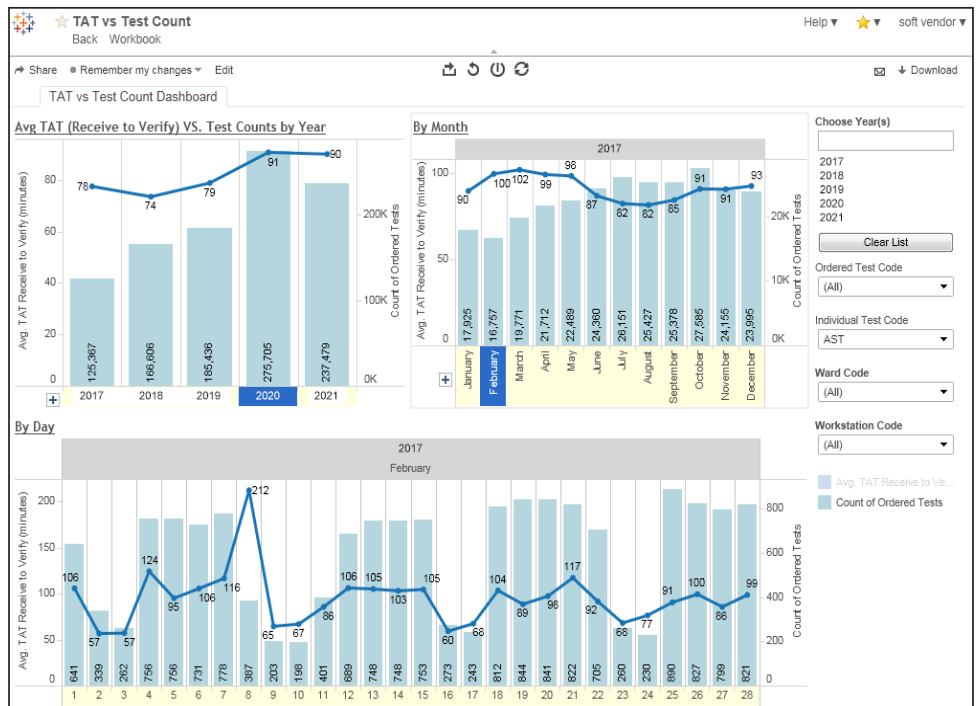 TAT vs Test Count
Help
soft vendor
Back Workbook
Share
Remember my changes
Edit
Download
TAT vs Test Count Dashboard
Avg TAT (Receive to Verify) VS. Test Counts by Year
Avg. TAT Receive to Verify (minutes)
80
60
40
20
0
78
74
79
91
90
125,367
166,606
185,436
275,705
237,479
200K
100K
0K
Count of Ordered Tests
2017 2018 2019 2020 2021
By Month
2017
Avg. TAT Receive to Verify (minutes)
100
50
0
90 100 102 99 98 87 82 82 85 91 91 93
17,925 16,757 19,771 21,712 22,489 24,360 26,151 25,427 25,378 27,585 24,155 23,995
20K
10K
0K
Count of Ordered Tests
January February March April May June July August September October November December
Choose Year(s)
2017
2018
2019
2020
2021
Clear List
Ordered Test Code
(All)
Individual Test Code
AST
Ward Code
(All)
Workstation Code
(All)
Avg. TAT Receive to Ve...
Count of Ordered Tests
By Day
2017
February
Avg. TAT Receive to Verify (minutes)
200
150
100
50
0
106 57 57 124 95 106 116 212 65 67 86 106 105 103 105 60 68 104 89 98 117 92 68 77 91 100 86 99
641 339 262 756 756 731 778 387 203 198 401 689 748 748 753 273 243 812 844 841 822 705 260 230 890 827 799 821
800
600
400
200
0
Count of Ordered Tests
1 2 3 4 5 6 7 8 9 10 11 12 13 14 15 16 17 18 19 20 21 22 23 24 25 26 27 28